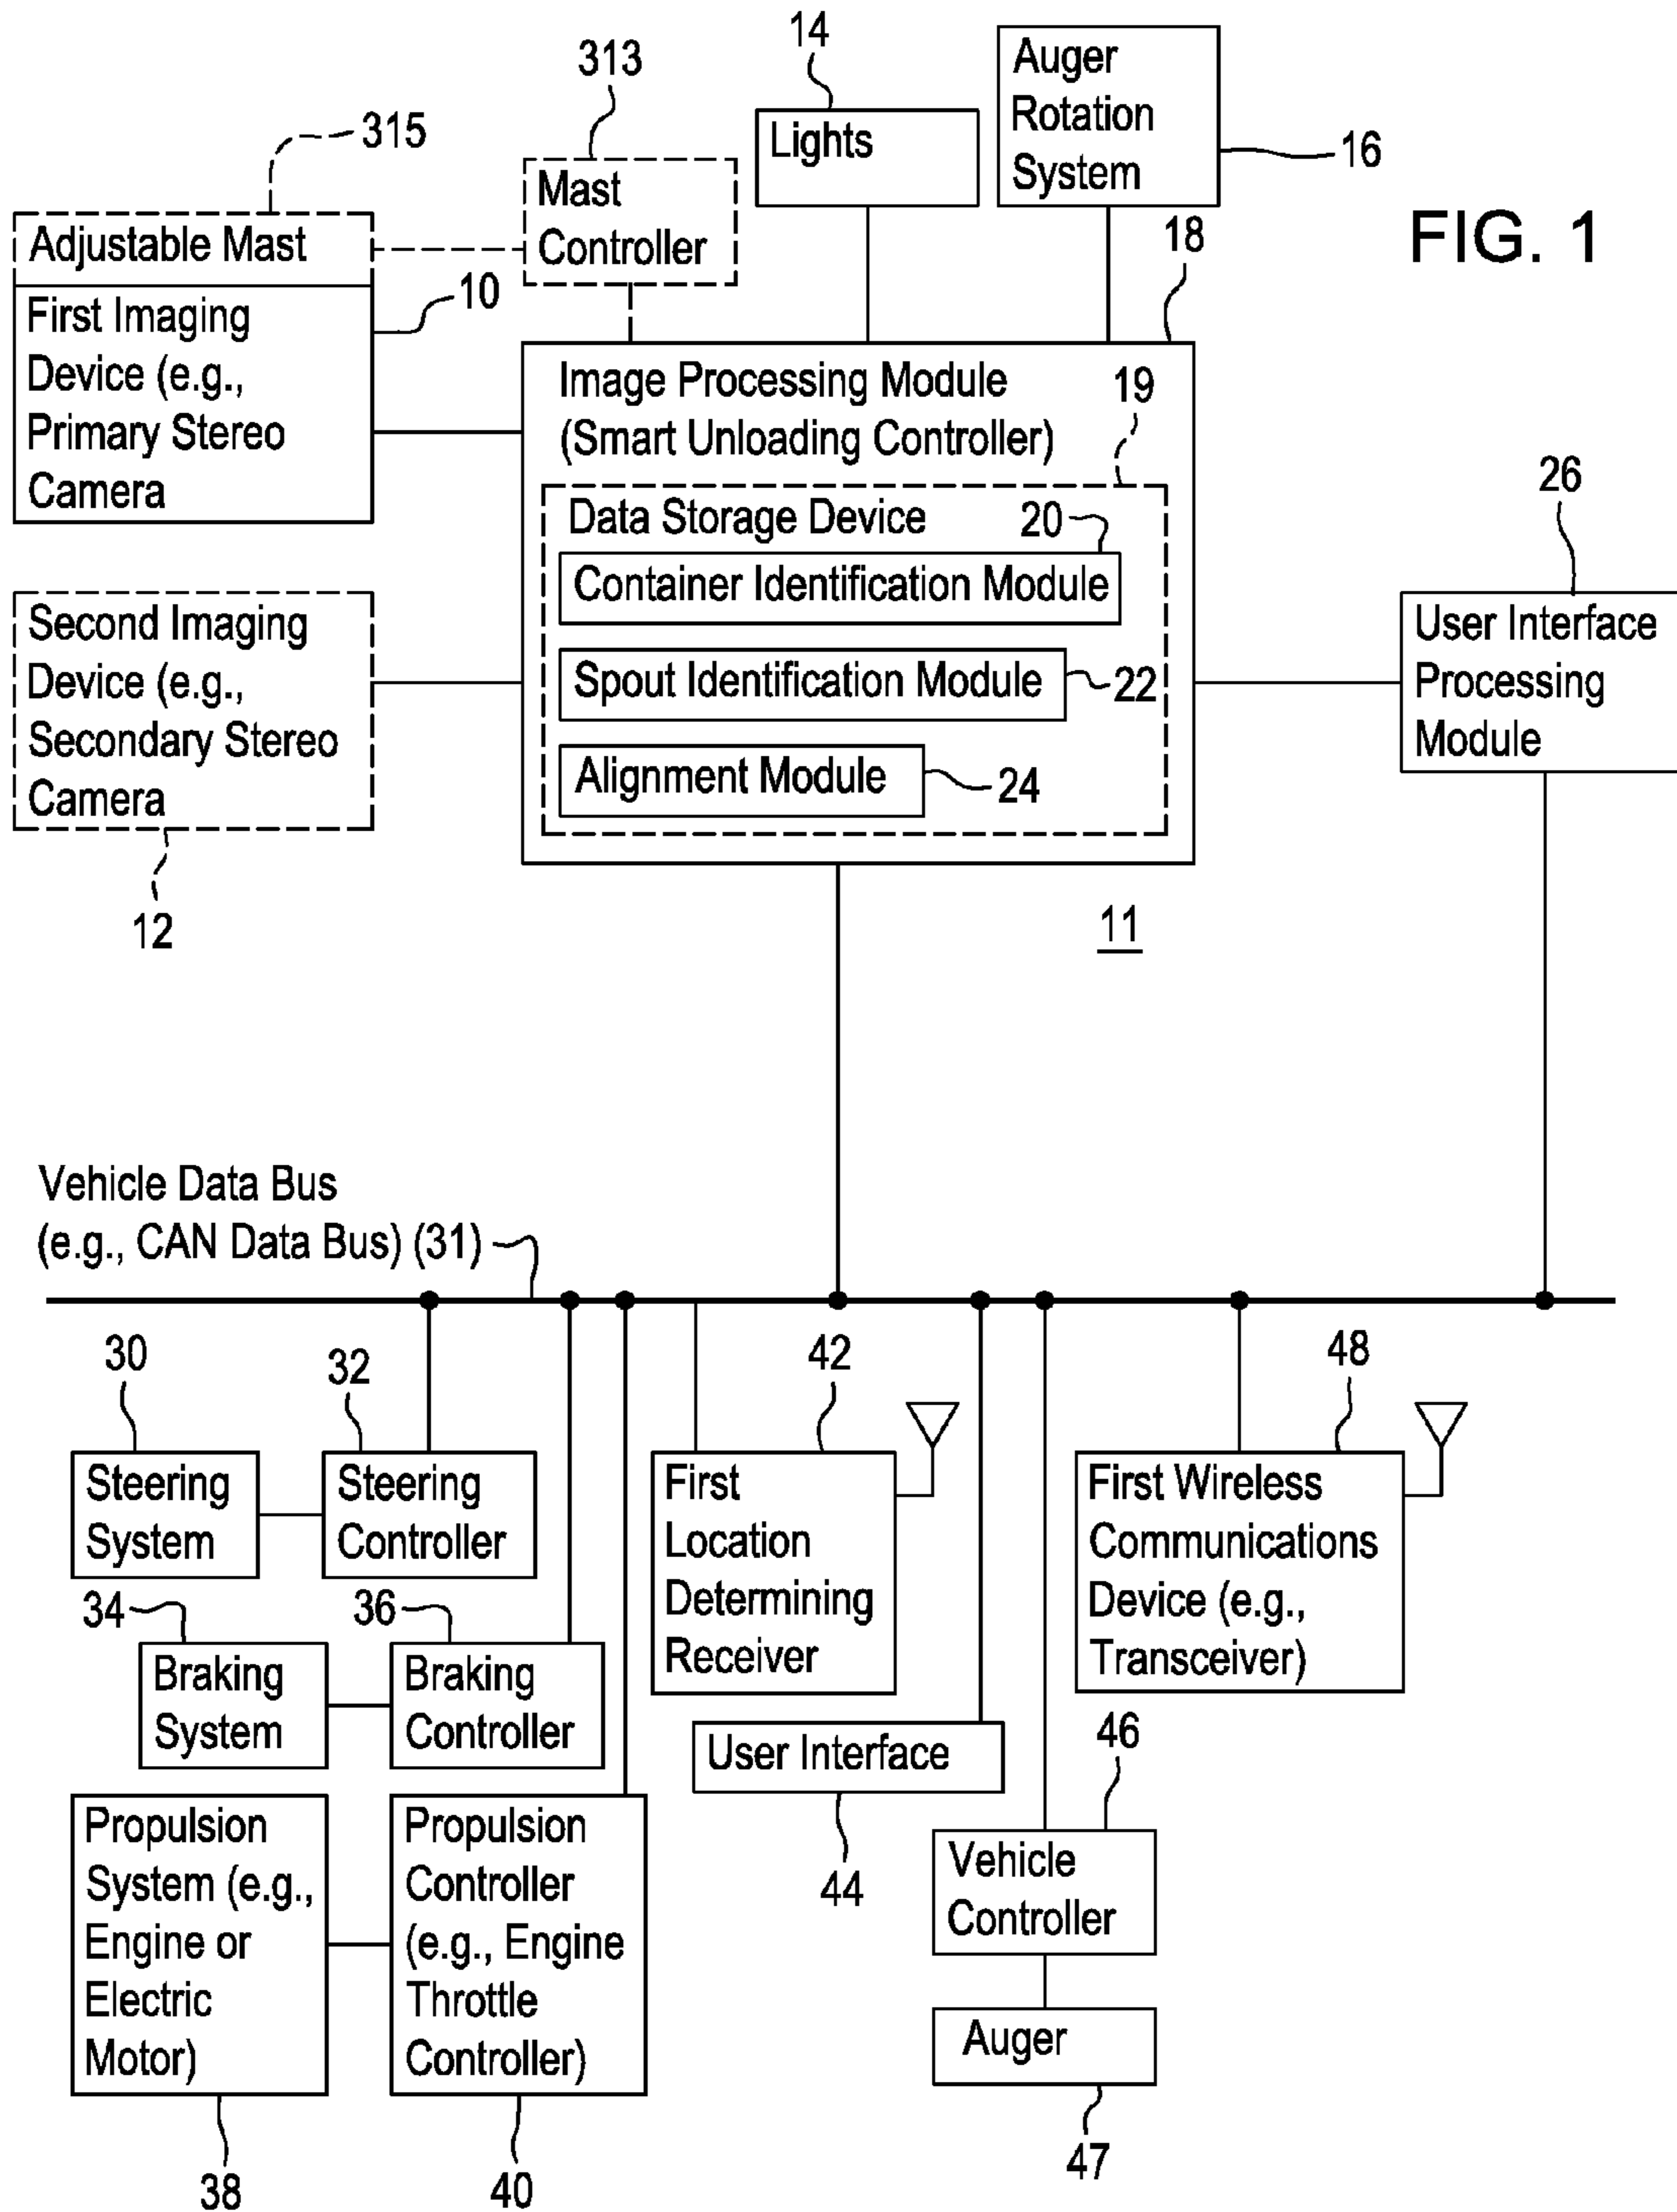 14
313
Auger
Rotation
System
16
315
Lights
Mast
Controller
FIG. 1
Adjustable Mast
18
10
First Imaging
Device (e.g.,
Primary Stereo
Camera
Image Processing Module
(Smart Unloading Controller)
19
Data Storage Device
20
Container Identification Module
26
Second Imaging
Device (e.g.,
Secondary Stereo
Camera
Spout Identification Module
22
User Interface
Processing
Module
Alignment Module
24
12
11
Vehicle Data Bus
(e.g., CAN Data Bus) (31)
30
32
42
48
Steering
System
Steering
Controller
First
Location
Determining
Receiver
First Wireless
Communications
Device (e.g.,
Transceiver)
34
36
Braking
System
Braking
Controller
User Interface
44
46
Propulsion
System (e.g.,
Engine or
Electric
Motor)
Propulsion
Controller
(e.g., Engine
Throttle
Controller)
Vehicle
Controller
Auger
47
38
40